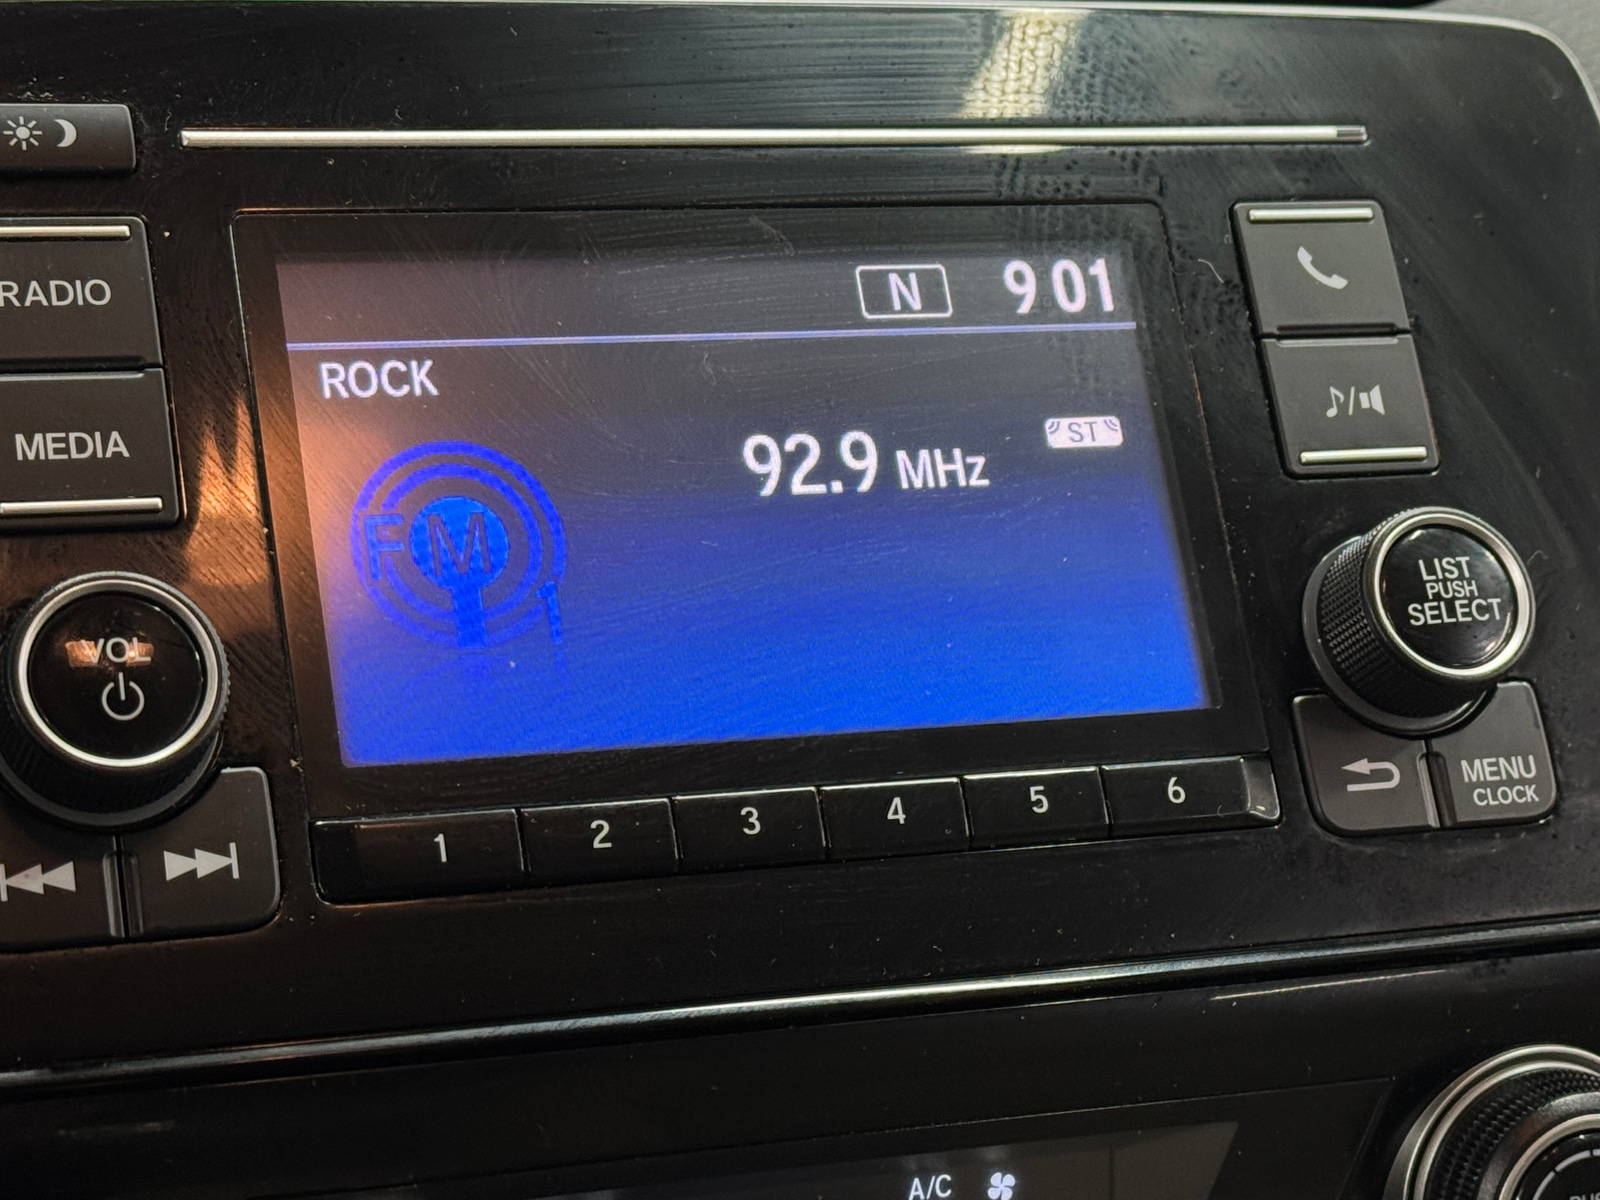 N 9:01
RADIO
ROCK
92.9 MHz
ST
MEDIA
FM
1
VOL
LIST
PUSH
SELECT
MENU
CLOCK
1 2 3 4 5 6
A/C